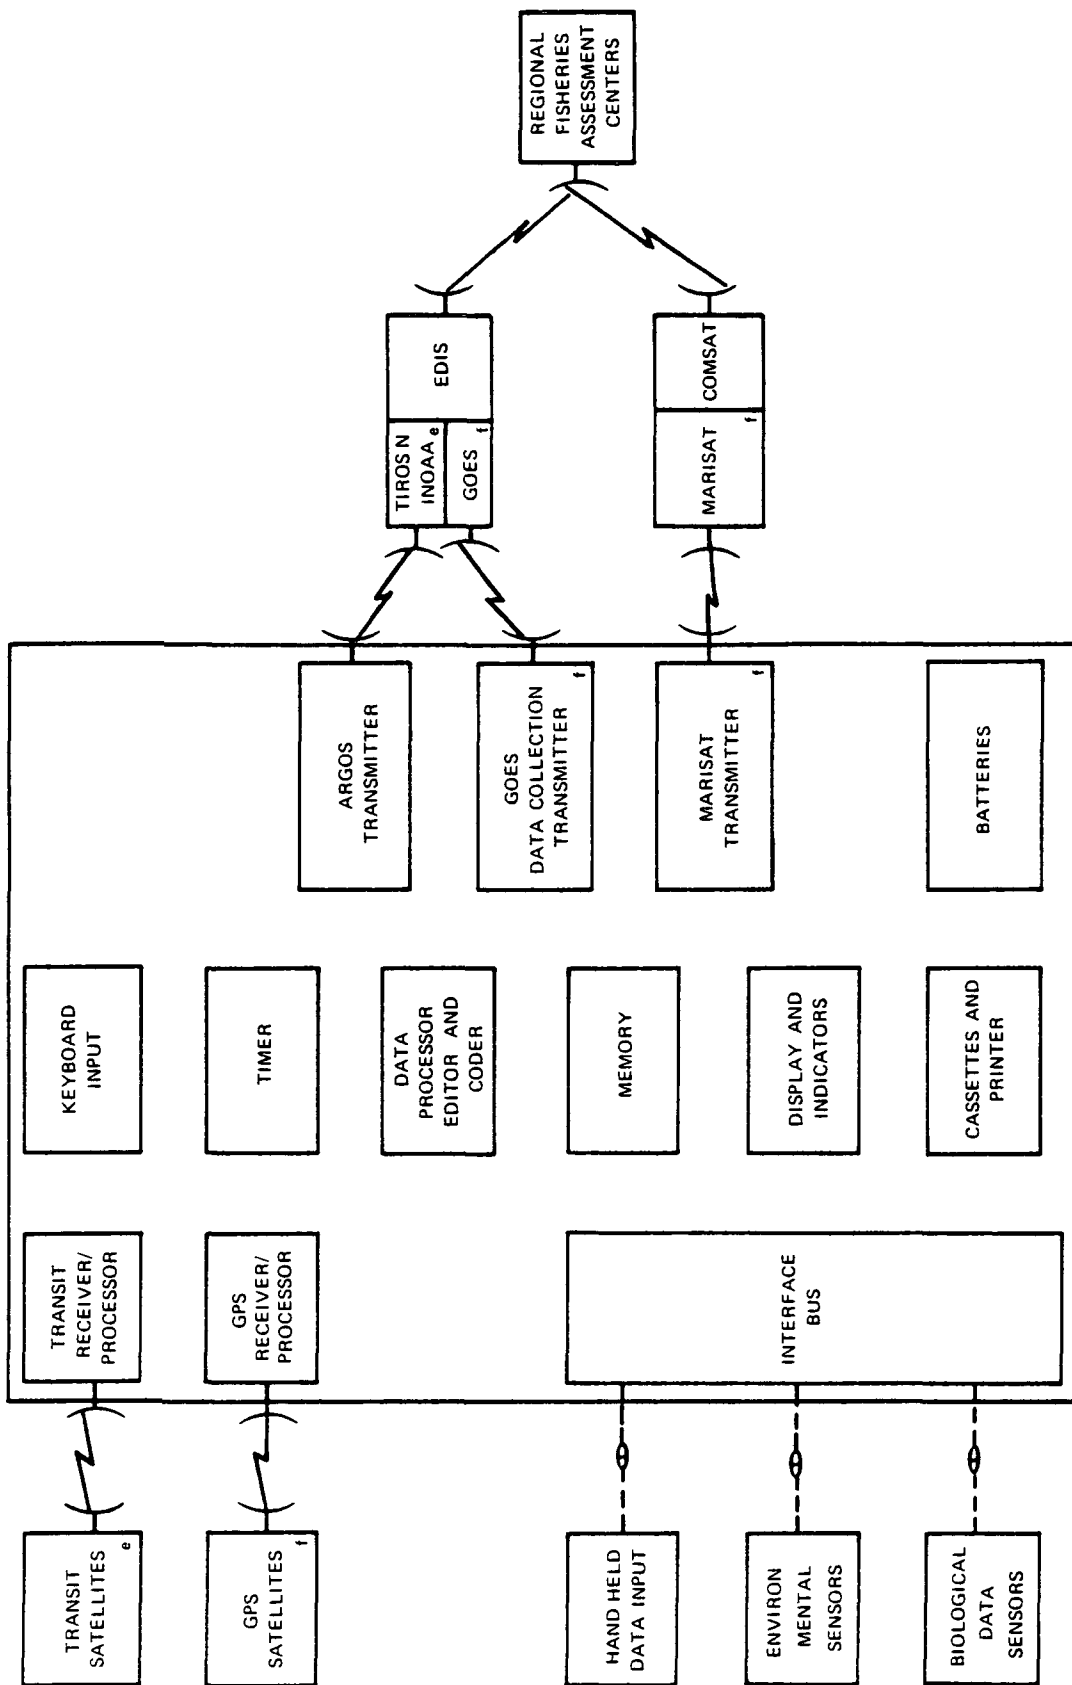 TRANSIT
SATELLITES
e
GPS
SATELLITES
f
HAND HELD
DATA INPUT
ENVIRON
MENTAL
SENSORS
BIOLOGICAL
DATA
SENSORS
TRANSIT
RECEIVER/
PROCESSOR
GPS
RECEIVER/
PROCESSOR
INTERFACE
BUS
KEYBOARD
INPUT
TIMER
DATA
PROCESSOR
EDITOR AND
CODER
MEMORY
DISPLAY AND
INDICATORS
CASSETTES AND
PRINTER
ARGOS
TRANSMITTER
GOES
DATA COLLECTION
TRANSMITTER
f
MARISAT
TRANSMITTER
f
BATTERIES
TIROS N
INOAA e
GOES f
EDIS
MARISAT f
COMSAT
REGIONAL
FISHERIES
ASSESSMENT
CENTERS